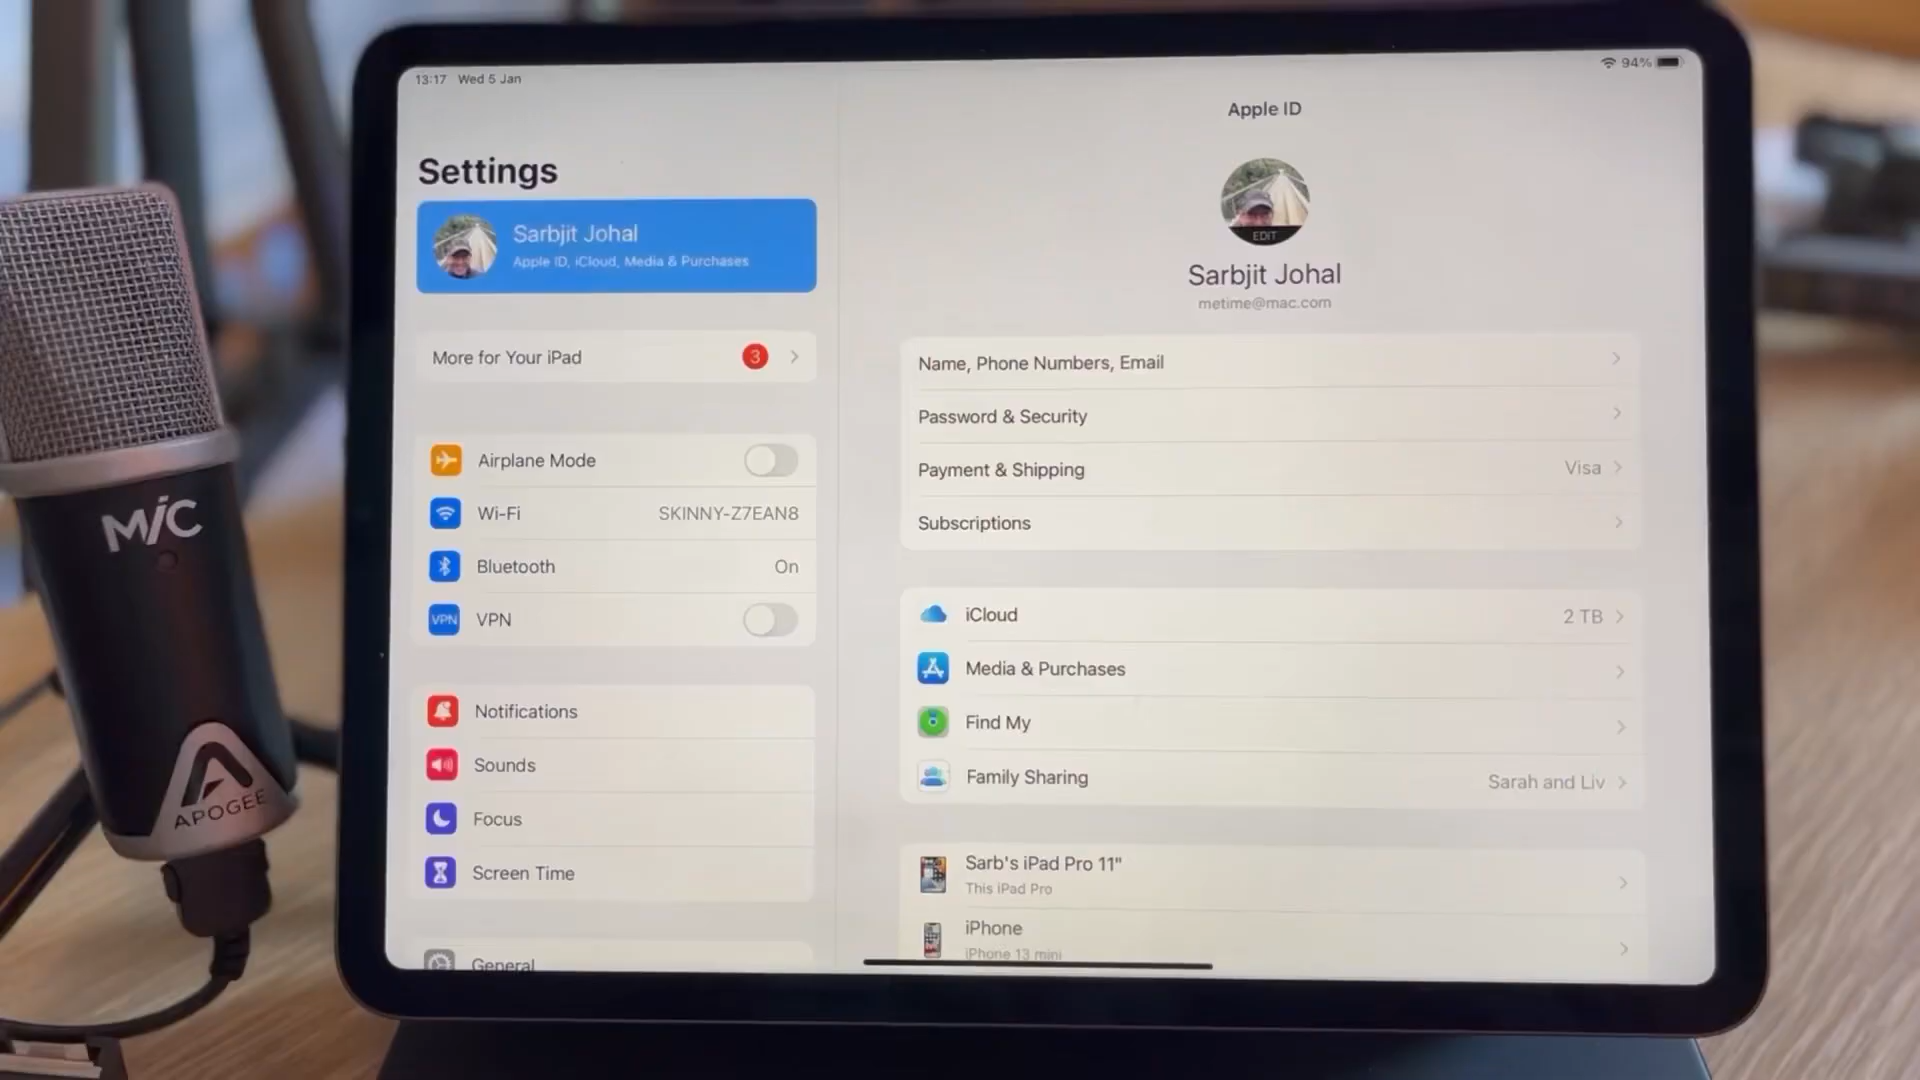 13:17 Wed 5 Jan
94%
Settings
Sarbjit Johal
Apple ID, iCloud, Media & Purchases
More for Your iPad
3
Airplane Mode
Wi-Fi SKINNY-Z7EAN8
Bluetooth On
VPN VPN
Notifications
Sounds
Focus
Screen Time
General
Apple ID
EDIT
Sarbjit Johal
metime@mac.com
Name, Phone Numbers, Email
Password & Security
Payment & Shipping Visa
Subscriptions
iCloud 2 TB
Media & Purchases
Find My
Family Sharing Sarah and Liv
Sarb's iPad Pro 11"
This iPad Pro
iPhone
iPhone 13 mini
MiC
APOGEE